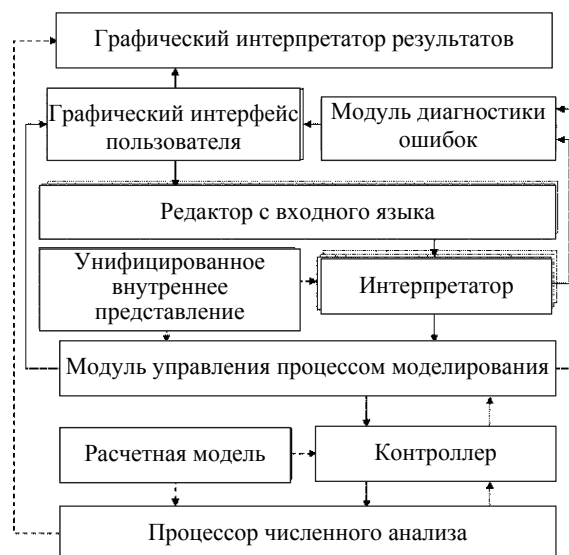 Графический интерпретатор результатов
Графический интерфейс
пользователя
Модуль диагностики
ошибок
Редактор с входного языка
Унифицированное
внутреннее
представление
Интерпретатор
Модуль управления процессом моделирования
Расчетная модель
Контроллер
Процессор численного анализа